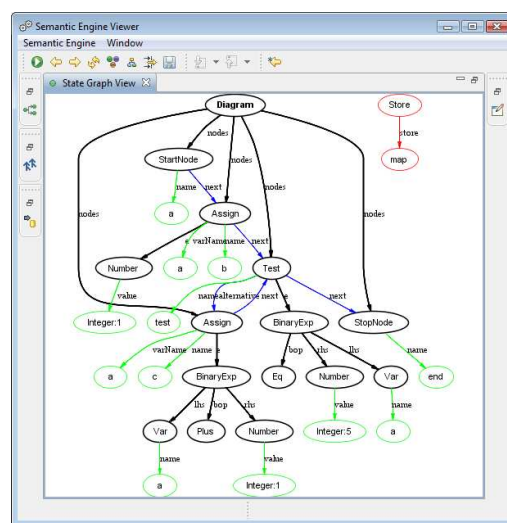 Semantic Engine Viewer
Semantic Engine Window
State Graph View
Diagram Store
nodes store
StartNode nodes nodes map
name next
a Assign nodes
nodes e varName name next
Number a b Test
value name alternative next e next
Integer:1 test Assign BinaryExp StopNode
varName name e bop rhs lhs name
a c BinaryExp Eq Number Var end
lhs bop rhs value name
Var Plus Number Integer:5 a
name value
a Integer:1